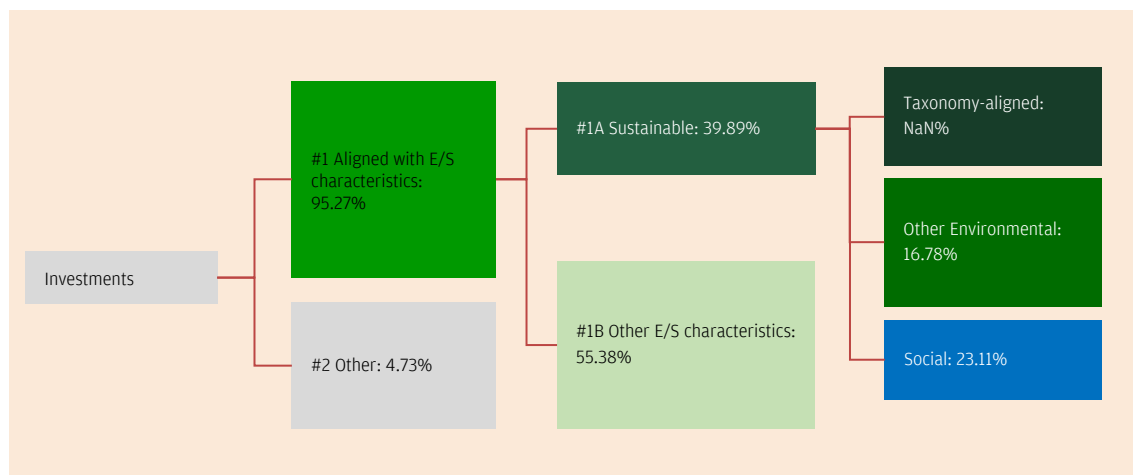 Investments
#1 Aligned with E/S
characteristics:
95.27%
#2 Other: 4.73%
#1A Sustainable: 39.89%
#1B Other E/S characteristics:
55.38%
Taxonomy-aligned:
NaN%
Other Environmental:
16.78%
Social: 23.11%